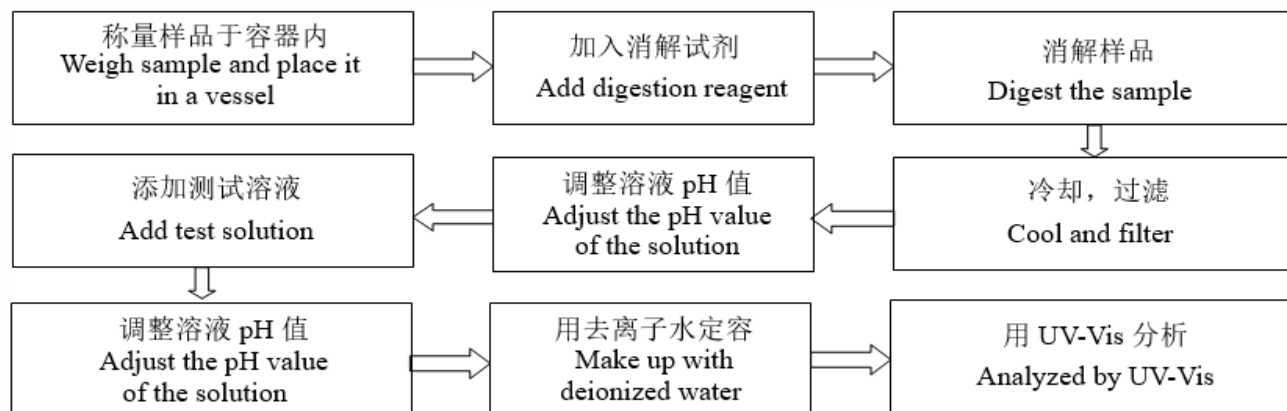 称量样品于容器内
Weigh sample and place it
in a vessel
加入消解试剂
Add digestion reagent
消解样品
Digest the sample
冷却，过滤
Cool and filter
调整溶液 pH 值
Adjust the pH value
of the solution
添加测试溶液
Add test solution
调整溶液 pH 值
Adjust the pH value
of the solution
用去离子水定容
Make up with
deionized water
用 UV-Vis 分析
Analyzed by UV-Vis